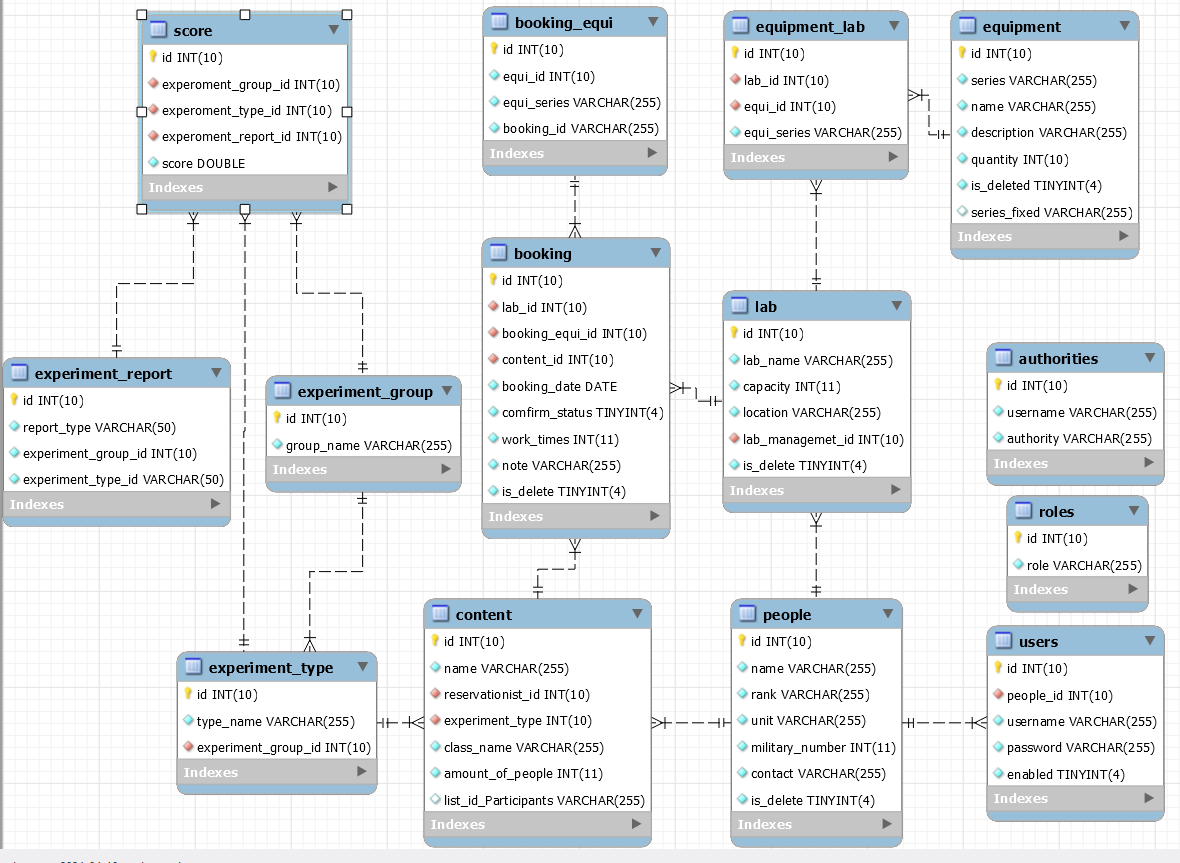 score
id INT(10)
experoment_group_id INT(10)
experoment_type_id INT(10)
experoment_report_id INT(10)
score DOUBLE
Indexes
booking_equi
id INT(10)
equi_id INT(10)
equi_series VARCHAR(255)
booking_id VARCHAR(255)
Indexes
equipment_lab
id INT(10)
lab_id INT(10)
equi_id INT(10)
equi_series VARCHAR(255)
Indexes
equipment
id INT(10)
series VARCHAR(255)
name VARCHAR(255)
description VARCHAR(255)
quantity INT(10)
is_deleted TINYINT(4)
series_fixed VARCHAR(255)
Indexes
booking
id INT(10)
lab_id INT(10)
booking_equi_id INT(10)
content_id INT(10)
booking_date DATE
comfirm_status TINYINT(4)
work_times INT(11)
note VARCHAR(255)
is_delete TINYINT(4)
Indexes
lab
id INT(10)
lab_name VARCHAR(255)
capacity INT(11)
location VARCHAR(255)
lab_managemet_id INT(10)
is_delete TINYINT(4)
Indexes
experiment_report
id INT(10)
report_type VARCHAR(50)
experiment_group_id INT(10)
experiment_type_id VARCHAR(50)
Indexes
experiment_group
id INT(10)
group_name VARCHAR(255)
Indexes
authorities
id INT(10)
username VARCHAR(255)
authority VARCHAR(255)
Indexes
roles
id INT(10)
role VARCHAR(255)
Indexes
experiment_type
id INT(10)
type_name VARCHAR(255)
experiment_group_id INT(10)
Indexes
content
id INT(10)
name VARCHAR(255)
reservationist_id INT(10)
experiment_type INT(10)
class_name VARCHAR(255)
amount_of_people INT(11)
list_id_Participants VARCHAR(255)
Indexes
people
id INT(10)
name VARCHAR(255)
rank VARCHAR(255)
unit VARCHAR(255)
military_number INT(11)
contact VARCHAR(255)
is_delete TINYINT(4)
Indexes
users
id INT(10)
people_id INT(10)
username VARCHAR(255)
password VARCHAR(255)
enabled TINYINT(4)
Indexes